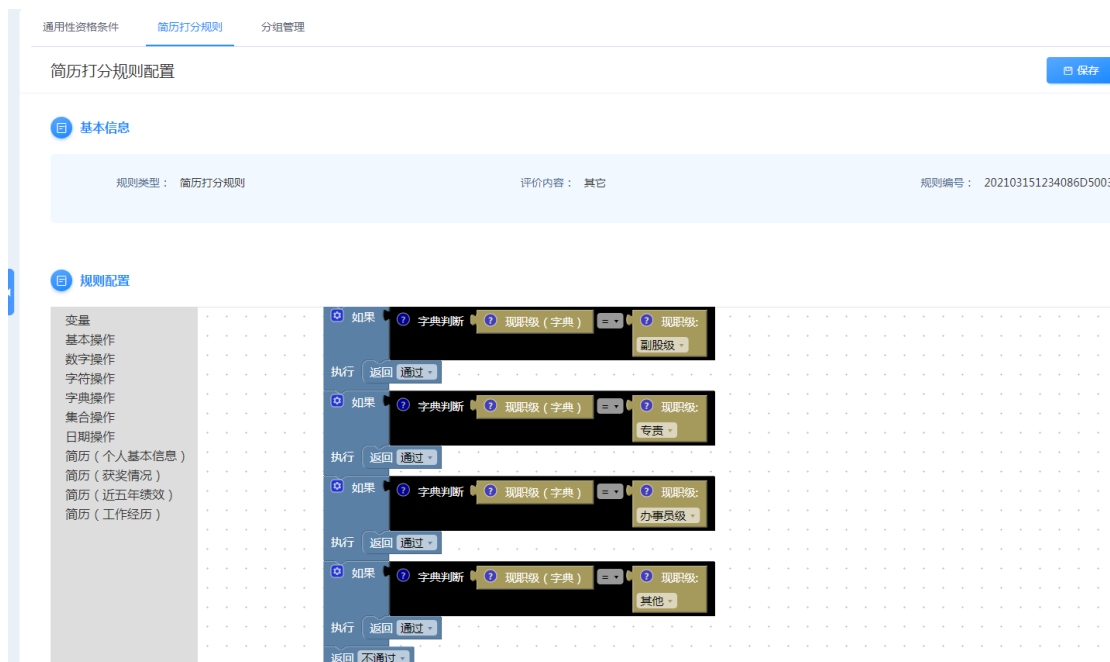 通用性资格条件 简历打分规则 分组管理
简历打分规则配置 保存
基本信息
规则类型： 简历打分规则 评价内容： 其它 规则编号： 202103151234086D5003
规则配置
变量
基本操作
数字操作
字符操作
字典操作
集合操作
日期操作
简历（个人基本信息）
简历（获奖情况）
简历（近五年绩效）
简历（工作经历）
如果 ? 字典判断 ? 现职级（字典） = ? 现职级:
副股级
执行 返回 通过
如果 ? 字典判断 ? 现职级（字典） = ? 现职级:
专责
执行 返回 通过
如果 ? 字典判断 ? 现职级（字典） = ? 现职级:
办事员级
执行 返回 通过
如果 ? 字典判断 ? 现职级（字典） = ? 现职级:
其他
执行 返回 通过
返回 不通过